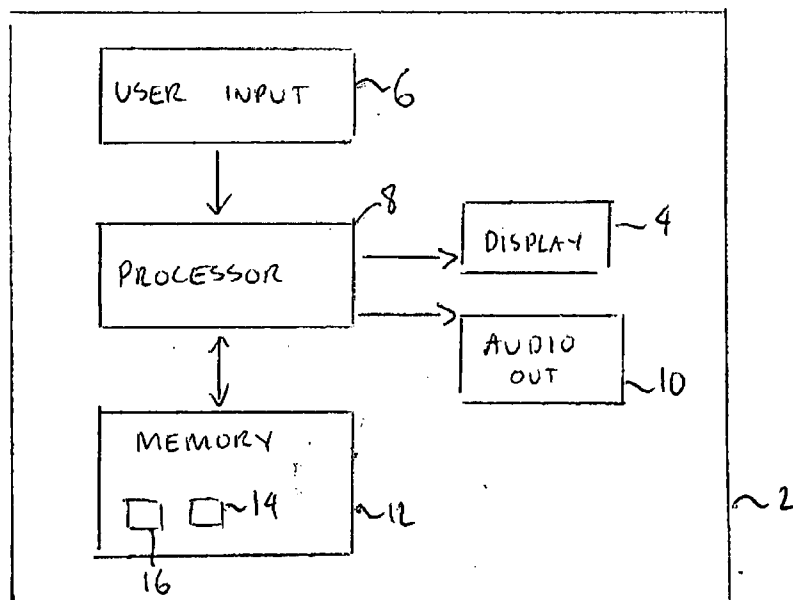 USER INPUT
6
8
PROCESSOR
DISPLAY
4
AUDIO
OUT
10
MEMORY
14
12
16
2